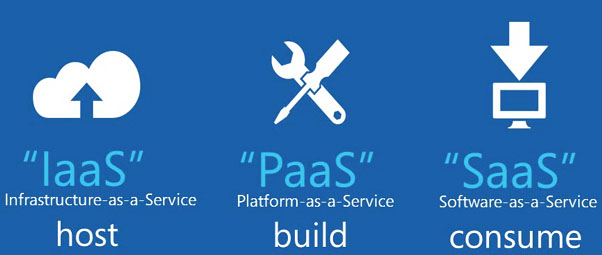 “IaaS” “PaaS” “SaaS”
Infrastructure-as-a-Service Platform-as-a-Service Software-as-a-Service
host build consume